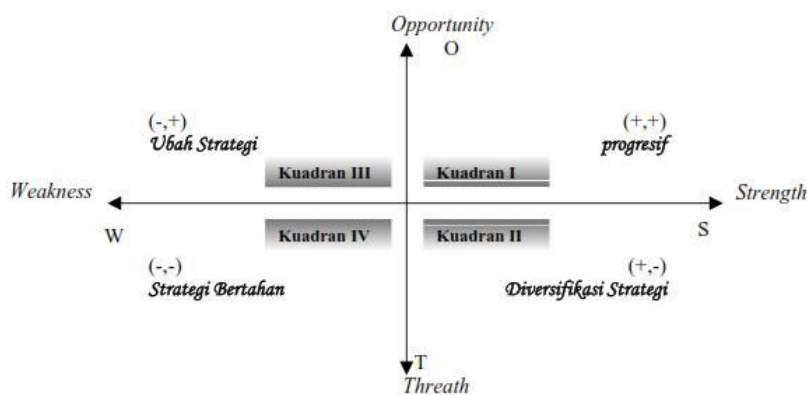 Opportunity
O
(-,+)
Ubah Strategi
(+,+)
progresif
Kuadran III
Kuadran I
Weakness
Strength
W
Kuadran IV
Kuadran II
S
(-,-)
Strategi Bertahan
(+,-)
Diversifikasi Strategi
T
Threath